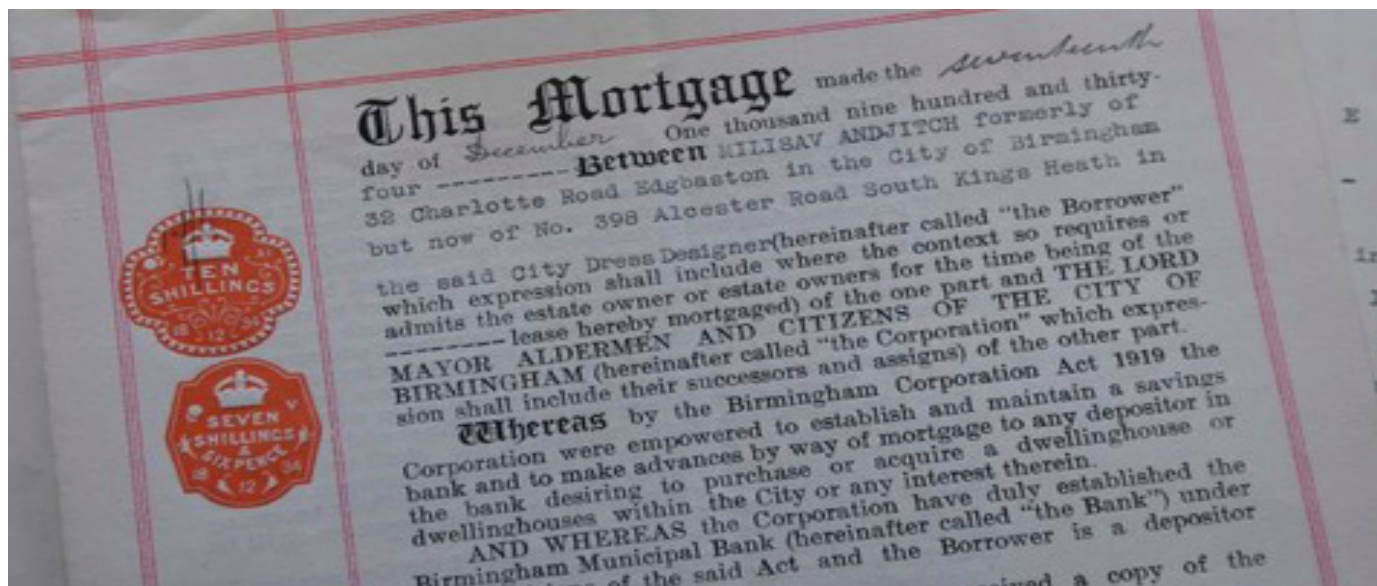 This Mortgage made the seventeenth
day of December One thousand nine hundred and thirty-
four --------- Between MILISAV ANDJITCH formerly of
32 Charlotte Road Edgbaston in the City of Birmingham
but now of No. 398 Alcester Road South Kings Heath in
the said City Dress Designer(hereinafter called "the Borrower"
which expression shall include where the context so requires or
admits the estate owner or estate owners for the time being of the
--------- lease hereby mortgaged) of the one part and THE LORD
MAYOR ALDERMEN AND CITIZENS OF THE CITY OF
BIRMINGHAM (hereinafter called "the Corporation" which expres-
sion shall include their successors and assigns) of the other part.
Whereas by the Birmingham Corporation Act 1919 the
Corporation were empowered to establish and maintain a savings
bank and to make advances by way of mortgage to any depositor in
the bank desiring to purchase or acquire a dwellinghouse or
dwellinghouses within the City or any interest therein.
AND WHEREAS the Corporation have duly established the
Birmingham Municipal Bank (hereinafter called "the Bank") under
of the said Act and the Borrower is a depositor
a copy of the
TEN
SHILLINGS
18 12 34
SEVEN
SHILLINGS
&
SIXPENCE
18 12 34